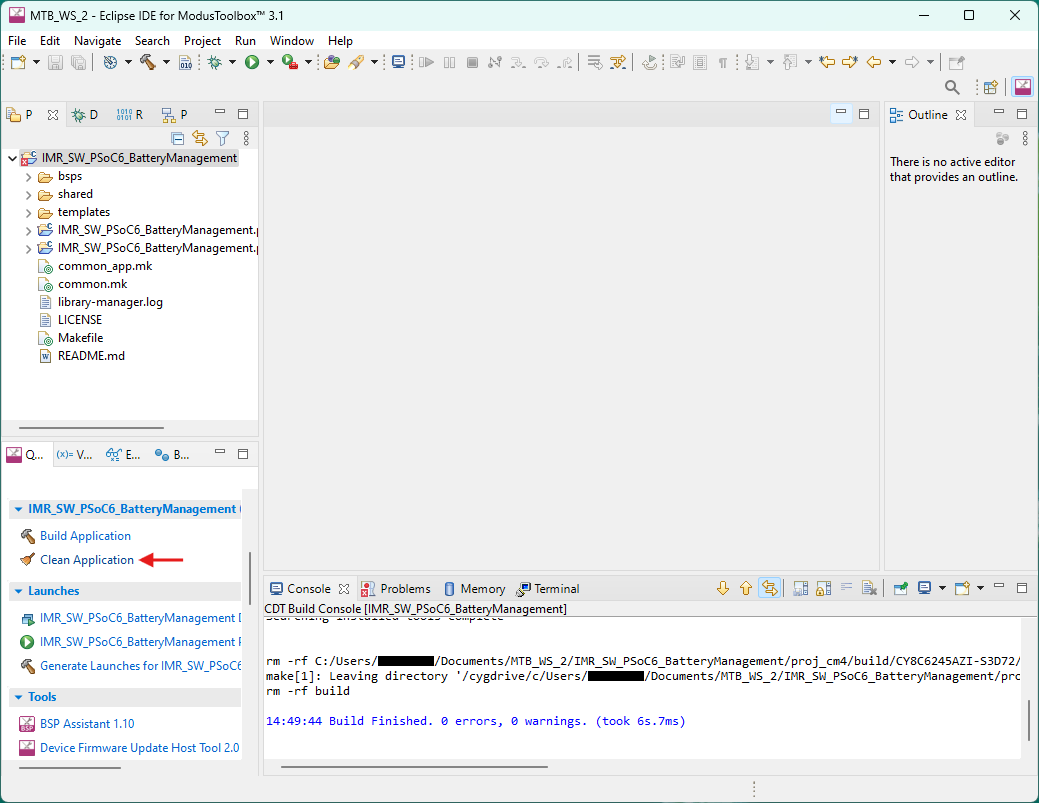 MTB_WS_2 - Eclipse IDE for ModusToolbox™ 3.1
File Edit Navigate Search Project Run Window Help
P D R P
Outline
There is no active editor
that provides an outline.
IMR_SW_PSoC6_BatteryManagement
bsps
shared
templates
IMR_SW_PSoC6_BatteryManagement.p
IMR_SW_PSoC6_BatteryManagement.p
common_app.mk
common.mk
library-manager.log
LICENSE
Makefile
README.md
Q... (x)= V... E... B...
IMR_SW_PSoC6_BatteryManagement (
Build Application
Clean Application
Launches
IMR_SW_PSoC6_BatteryManagement D
IMR_SW_PSoC6_BatteryManagement P
Generate Launches for IMR_SW_PSoC6
Tools
BSP Assistant 1.10
Device Firmware Update Host Tool 2.0
Console Problems Memory Terminal
CDT Build Console [IMR_SW_PSoC6_BatteryManagement]
Searching installed tools complete
rm -rf C:/Users/ /Documents/MTB_WS_2/IMR_SW_PSoC6_BatteryManagement/proj_cm4/build/CY8C6245AZI-S3D72/
make[1]: Leaving directory '/cygdrive/c/Users/ /Documents/MTB_WS_2/IMR_SW_PSoC6_BatteryManagement/pro
rm -rf build
14:49:44 Build Finished. 0 errors, 0 warnings. (took 6s.7ms)